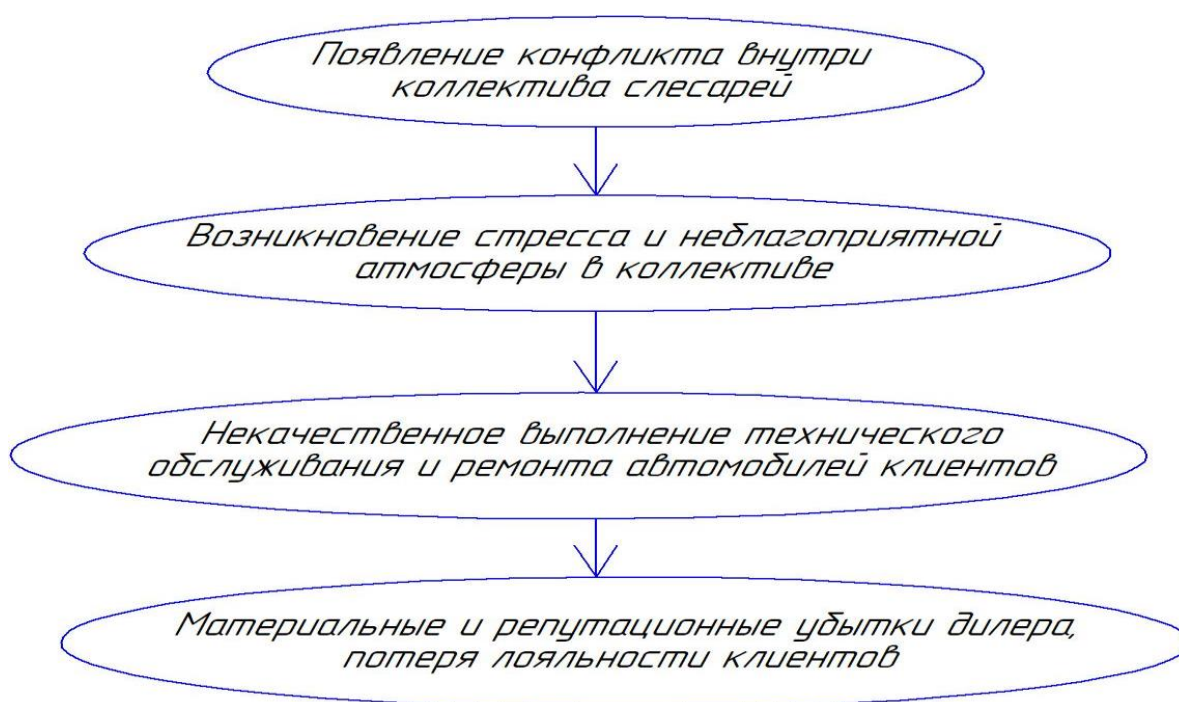 Появление конфликта внутри
коллектива слесарей
Возникновение стресса и неблагоприятной
атмосферы в коллективе
Некачественное выполнение технического
обслуживания и ремонта автомобилей клиентов
Материальные и репутационные убытки дилера,
потеря лояльности клиентов